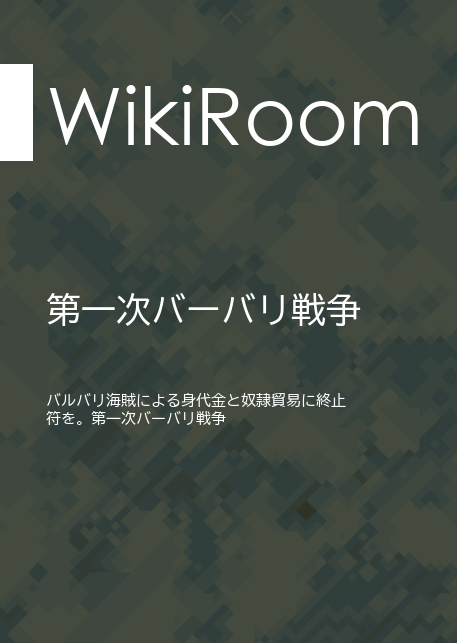 WikiRoom
第一次バーバリ戦争
バルバリ海賊による身代金と奴隷貿易に終止
符を。第一次バーバリ戦争